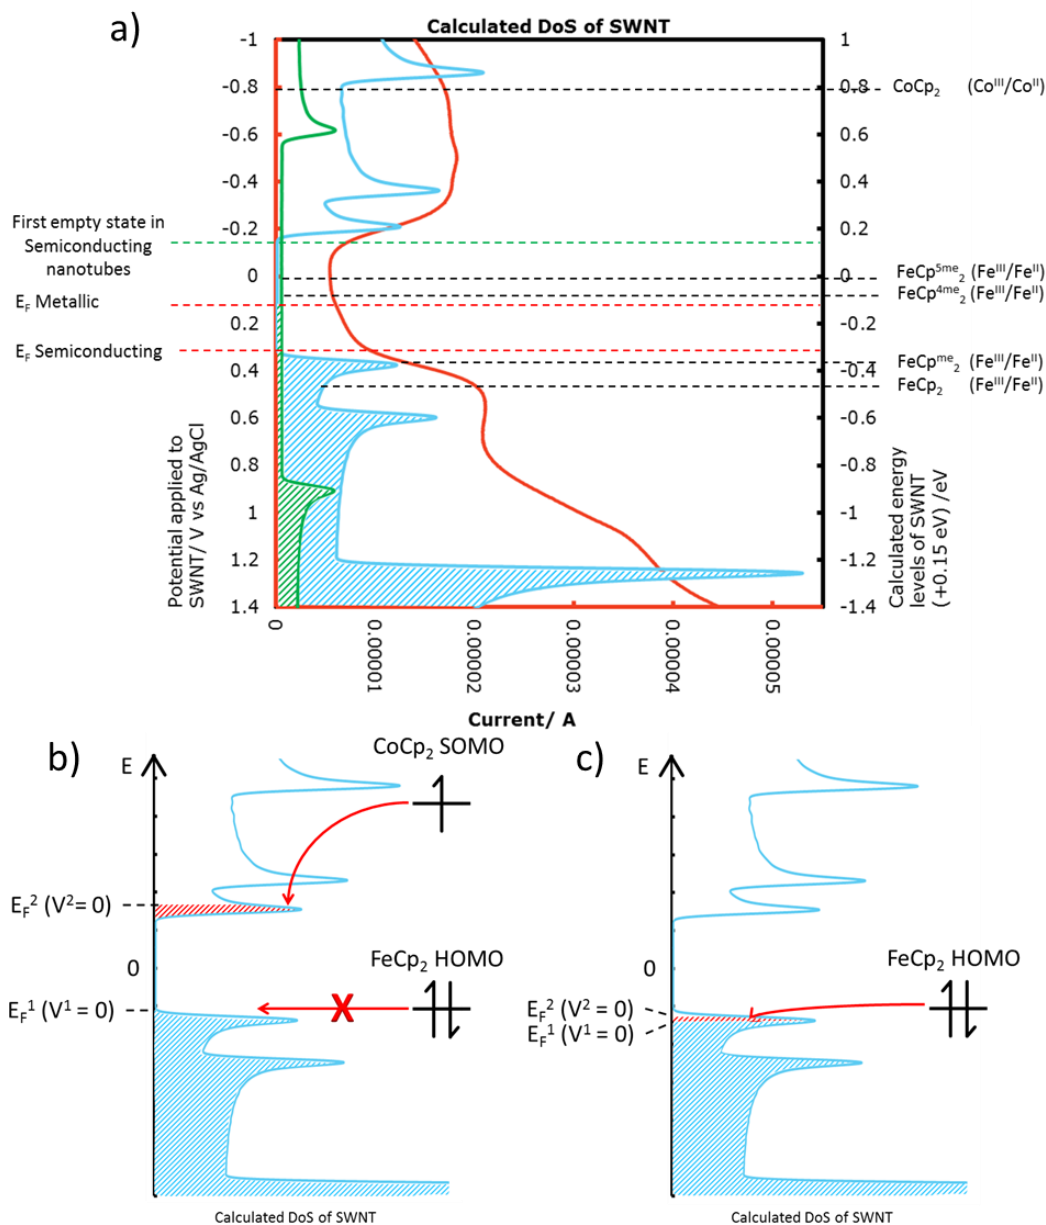 a)
Calculated DoS of SWNT
-1
-0.8
-0.6
-0.4
-0.2
0
0.2
0.4
0.6
0.8
1
1.2
1.4
1
0.8
0.6
0.4
0.2
0
-0.2
-0.4
-0.6
-0.8
-1
-1.2
-1.4
CoCp₂ (Coᴵᴵᴵ/Coᴵᴵ)
First empty state in
Semiconducting
nanotubes
E_F Metallic
E_F Semiconducting
FeCp⁵ᵐᵉ₂ (Feᴵᴵᴵ/Feᴵᴵ)
FeCp⁴ᵐᵉ₂ (Feᴵᴵᴵ/Feᴵᴵ)
FeCpᵐᵉ₂ (Feᴵᴵᴵ/Feᴵᴵ)
FeCp₂ (Feᴵᴵᴵ/Feᴵᴵ)
Potential applied to
SWNT/ V vs Ag/AgCl
Calculated energy
levels of SWNT
(+0.15 eV) /eV
0
0.00001
0.00002
0.00003
0.00004
0.00005
Current/ A
b)
E
CoCp₂ SOMO
E_F² (V²= 0)
0
FeCp₂ HOMO
E_F¹ (V¹ = 0)
X
Calculated DoS of SWNT
c)
E
0
FeCp₂ HOMO
E_F² (V² = 0)
E_F¹ (V¹ = 0)
Calculated DoS of SWNT